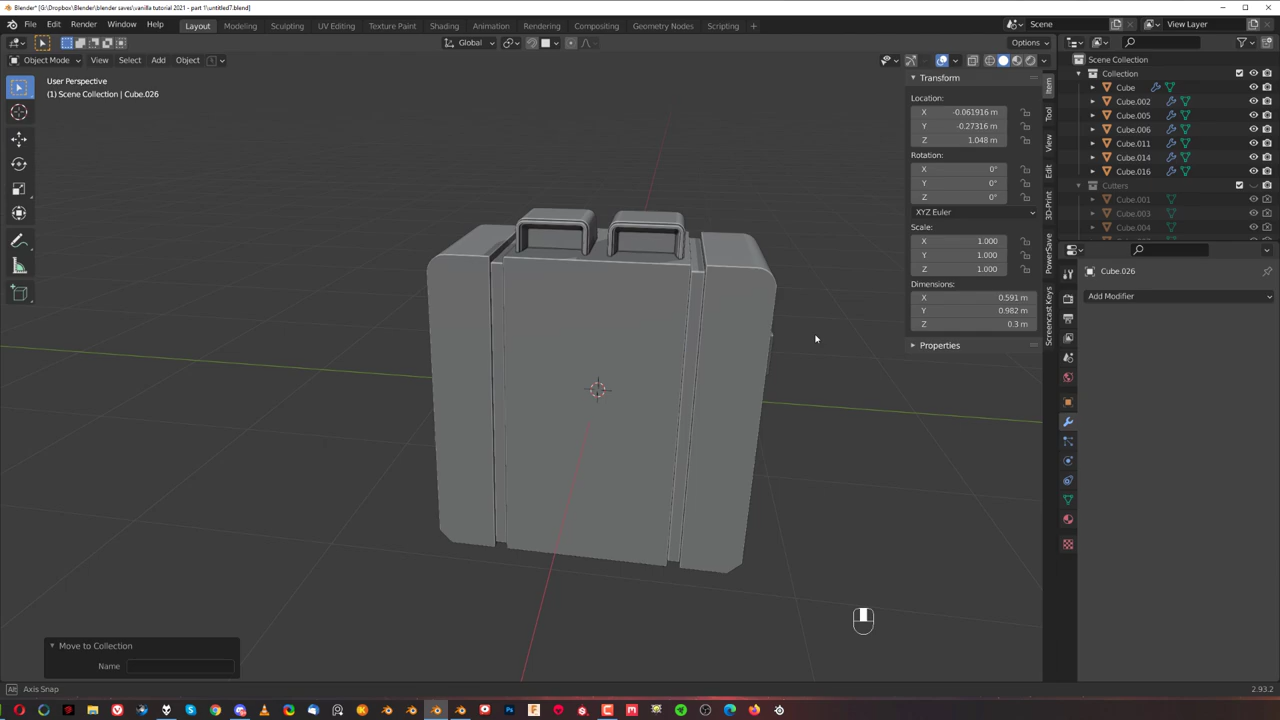 Blender* [G:\Dropbox\Blender\blender saves\vanilla tutorial 2021 - part 1\untitled7.blend]
File Edit Render Window Help Layout Modeling Sculpting UV Editing Texture Paint Shading Animation Rendering Compositing Geometry Nodes Scripting + Scene View Layer
Global Options
Object Mode View Select Add Object
User Perspective
(1) Scene Collection | Cube.026
Transform
Location:
X -0.061916 m
Y -0.27316 m
Z 1.048 m
Rotation:
X 0°
Y 0°
Z 0°
XYZ Euler
Scale:
X 1.000
Y 1.000
Z 1.000
Dimensions:
X 0.591 m
Y 0.982 m
Z 0.3 m
Properties
Item
Tool
View
Edit
3D-Print
PowerSave
Screencast Keys
Scene Collection
Collection
Cube
Cube.002
Cube.005
Cube.006
Cube.011
Cube.014
Cube.016
Cutters
Cube.001
Cube.003
Cube.004
Cube.026
Add Modifier
Move to Collection
Name
Alt Axis Snap
2.93.2